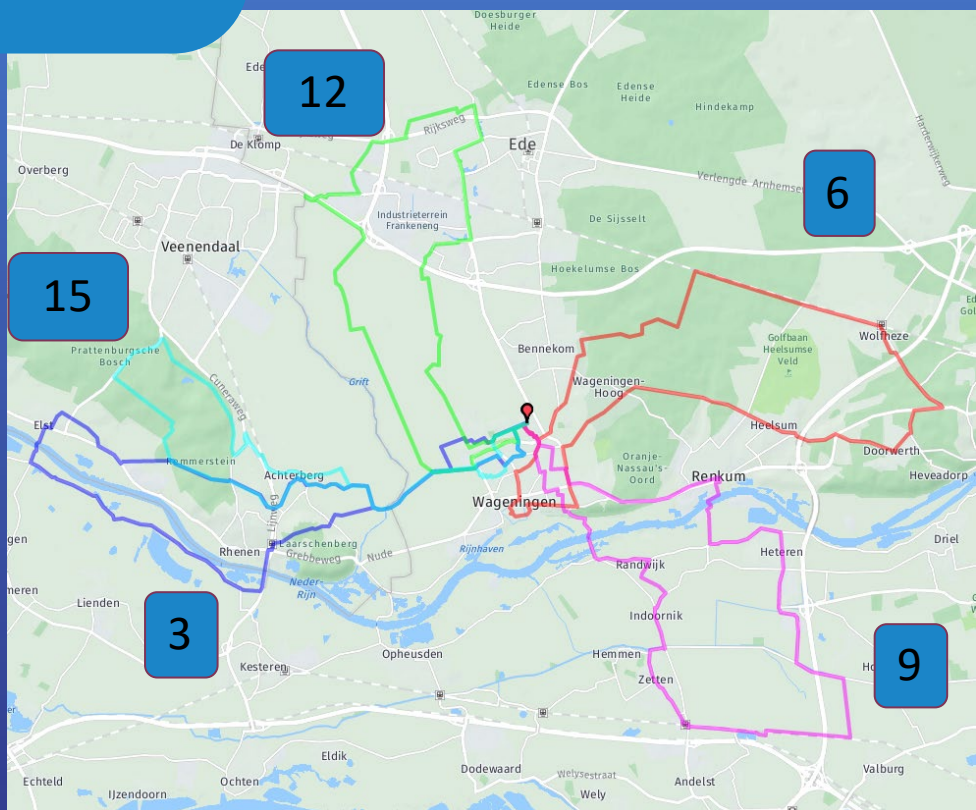 Doesburger
Heide
Ede
12
Edense Bos
Edense
Heide
Hindekamp
Harderwijkerweg
Rijksweg
De Klomp
Ede
Overberg
Verlengde Arnhemse
6
Industrieterrein
Frankeneng
De Sijsselt
Veenendaal
Hoekelumse Bos
15
Wolfheze
Golfbaan
Heelsumse
Veld
Prattenburgsche
Bosch
Bennekom
Grift
Cuneraweg
Wageningen-
Hoog
Elst
Heelsum
Remmerstein
Achterberg
Oranje-
Nassau's-
Oord
Doorwerth
Renkum
Heveadorp
Wageningen
Lijnweg
Laarschenberg
Rhenen
Grebbeweg
Nude
Rijnhaven
Heteren
Driel
Randwijk
Neder-
Rijn
Lienden
Indoornik
3
Opheusden
Hemmen
9
Kesteren
Zetten
Eldik
Dodewaard
Welysestraat
Andelst
Valburg
Echteld
Ochten
Wely
IJzendoorn